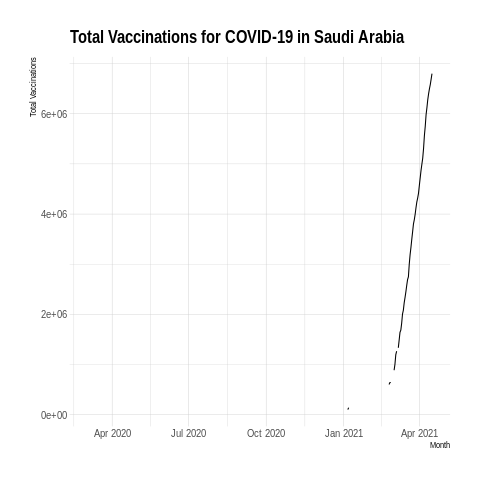 Total Vaccinations for COVID-19 in Saudi Arabia
Total Vaccinations
6e+06
4e+06
2e+06
0e+00
Apr 2020 Jul 2020 Oct 2020 Jan 2021 Apr 2021
Month